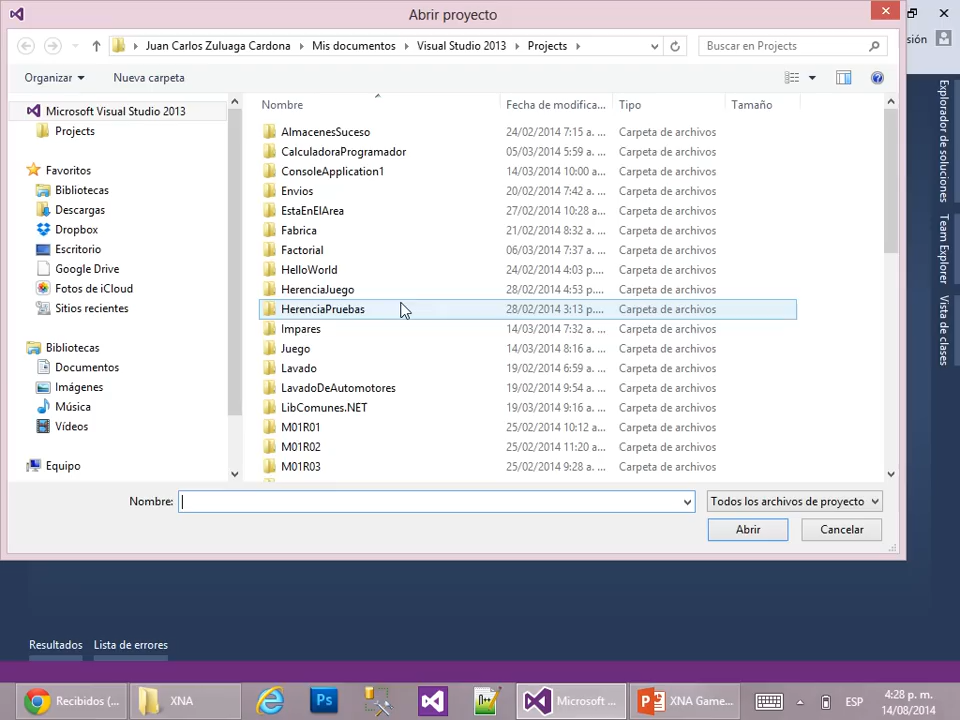 Abrir proyecto
Juan Carlos Zuluaga Cardona
Mis documentos
Visual Studio 2013
Projects
Buscar en Projects
sión
Organizar
Nueva carpeta
Microsoft Visual Studio 2013
Projects
Favoritos
Bibliotecas
Descargas
Dropbox
Escritorio
Google Drive
Fotos de iCloud
Sitios recientes
Bibliotecas
Documentos
Imágenes
Música
Vídeos
Equipo
Nombre Fecha de modifica... Tipo Tamaño
AlmacenesSuceso 24/02/2014 7:15 a. ... Carpeta de archivos
CalculadoraProgramador 05/03/2014 5:59 a. ... Carpeta de archivos
ConsoleApplication1 14/03/2014 10:00 a... Carpeta de archivos
Envios 20/02/2014 7:42 a. ... Carpeta de archivos
EstaEnElArea 27/02/2014 10:28 a... Carpeta de archivos
Fabrica 21/02/2014 8:32 a. ... Carpeta de archivos
Factorial 06/03/2014 7:37 a. ... Carpeta de archivos
HelloWorld 24/02/2014 4:03 p.... Carpeta de archivos
HerenciaJuego 28/02/2014 4:53 p.... Carpeta de archivos
HerenciaPruebas 28/02/2014 3:13 p.... Carpeta de archivos
Impares 14/03/2014 7:32 a. ... Carpeta de archivos
Juego 14/03/2014 8:16 a. ... Carpeta de archivos
Lavado 19/02/2014 6:59 a. ... Carpeta de archivos
LavadoDeAutomotores 19/02/2014 9:54 a. ... Carpeta de archivos
LibComunes.NET 19/03/2014 9:16 a. ... Carpeta de archivos
M01R01 25/02/2014 10:12 a... Carpeta de archivos
M01R02 25/02/2014 11:20 a... Carpeta de archivos
M01R03 25/02/2014 9:28 a. ... Carpeta de archivos
Nombre:
Todos los archivos de proyecto
Abrir
Cancelar
Explorador de soluciones
Team Explorer
Vista de clases
Resultados
Lista de errores
Recibidos (...
XNA
Ps
Microsoft ...
XNA Game...
ESP
4:28 p. m.
14/08/2014